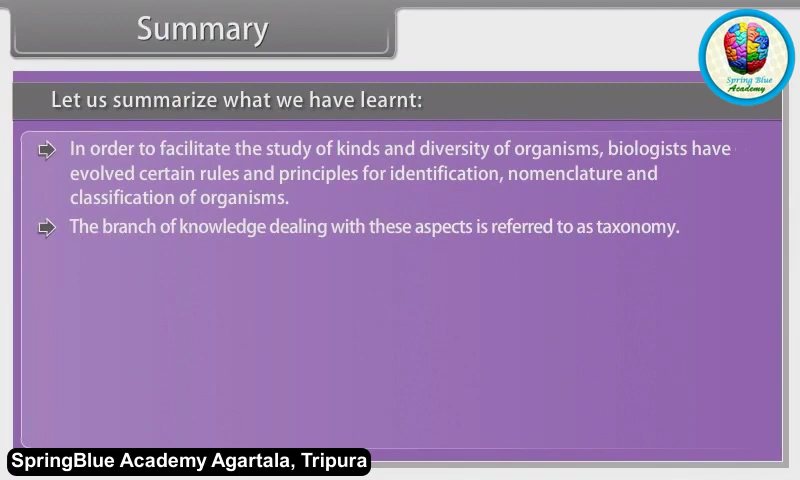 Summary
Spring Blue
Academy
Let us summarize what we have learnt:
In order to facilitate the study of kinds and diversity of organisms, biologists have
evolved certain rules and principles for identification, nomenclature and
classification of organisms.
The branch of knowledge dealing with these aspects is referred to as taxonomy.
SpringBlue Academy Agartala, Tripura